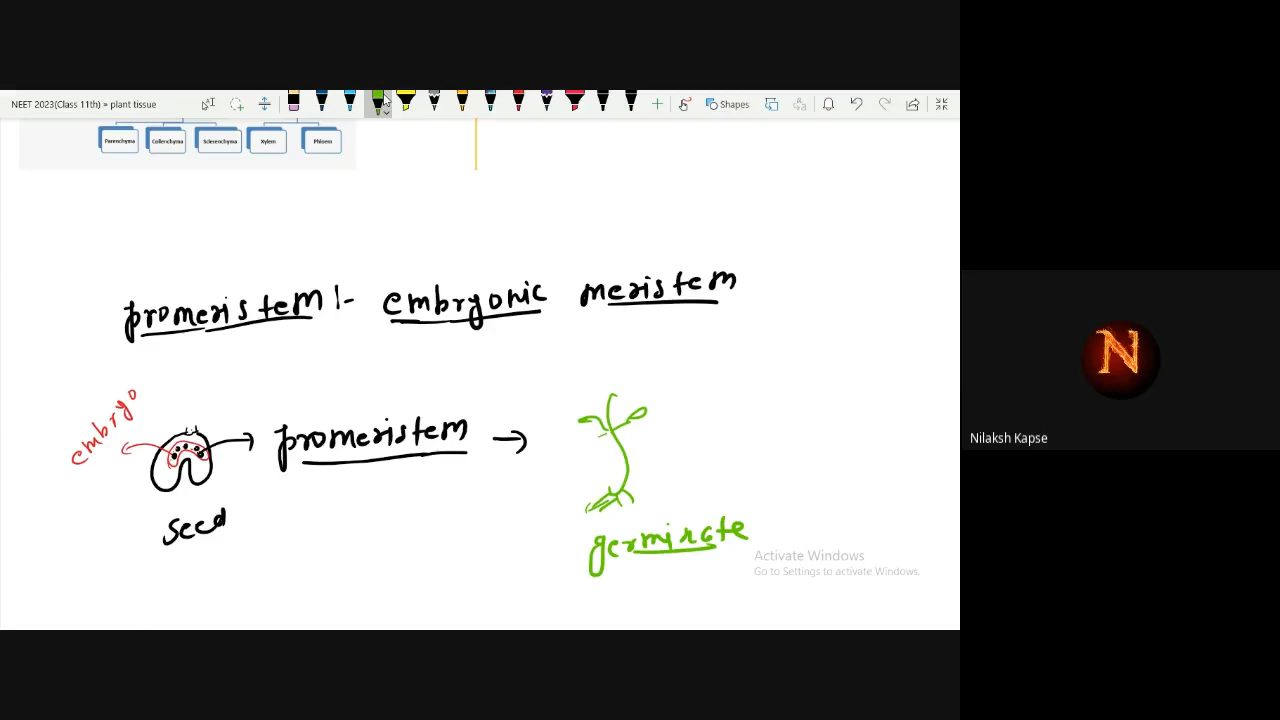 NEET 2023(Class 11th) » plant tissue
Shapes
Parenchyma Collenchyma Sclerenchyma Xylem Phloem
promeristem :- embryonic meristem
embryo
promeristem →
seed
germinate
Activate Windows
Go to Settings to activate Windows.
N
Nilaksh Kapse